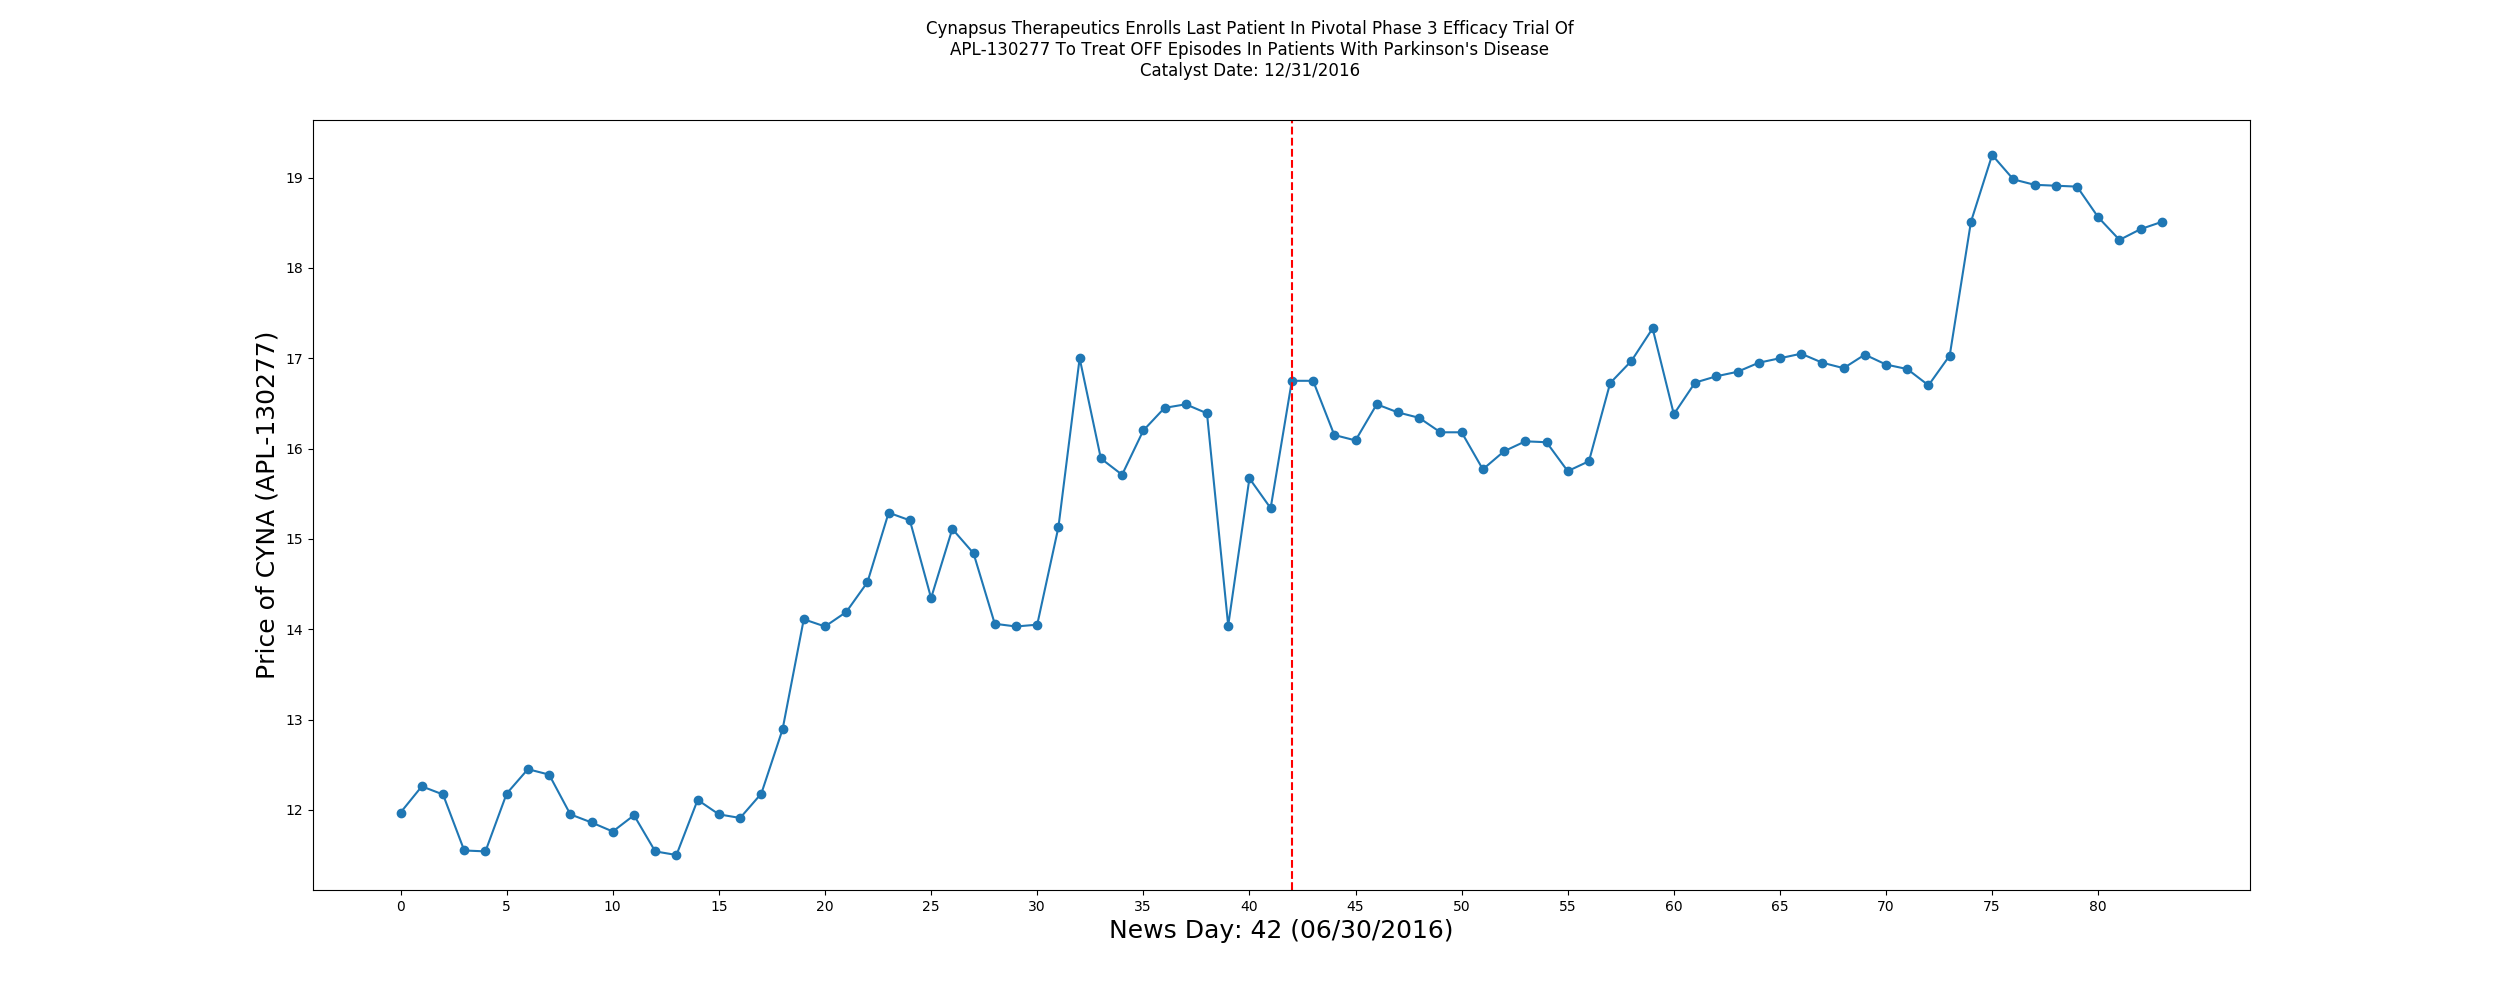 Cynapsus Therapeutics Enrolls Last Patient In Pivotal Phase 3 Efficacy Trial Of
APL-130277 To Treat OFF Episodes In Patients With Parkinson's Disease
Catalyst Date: 12/31/2016
Price of CYNA (APL-130277)
19
18
17
16
15
14
13
12
0 5 10 15 20 25 30 35 40 45 50 55 60 65 70 75 80
News Day: 42 (06/30/2016)